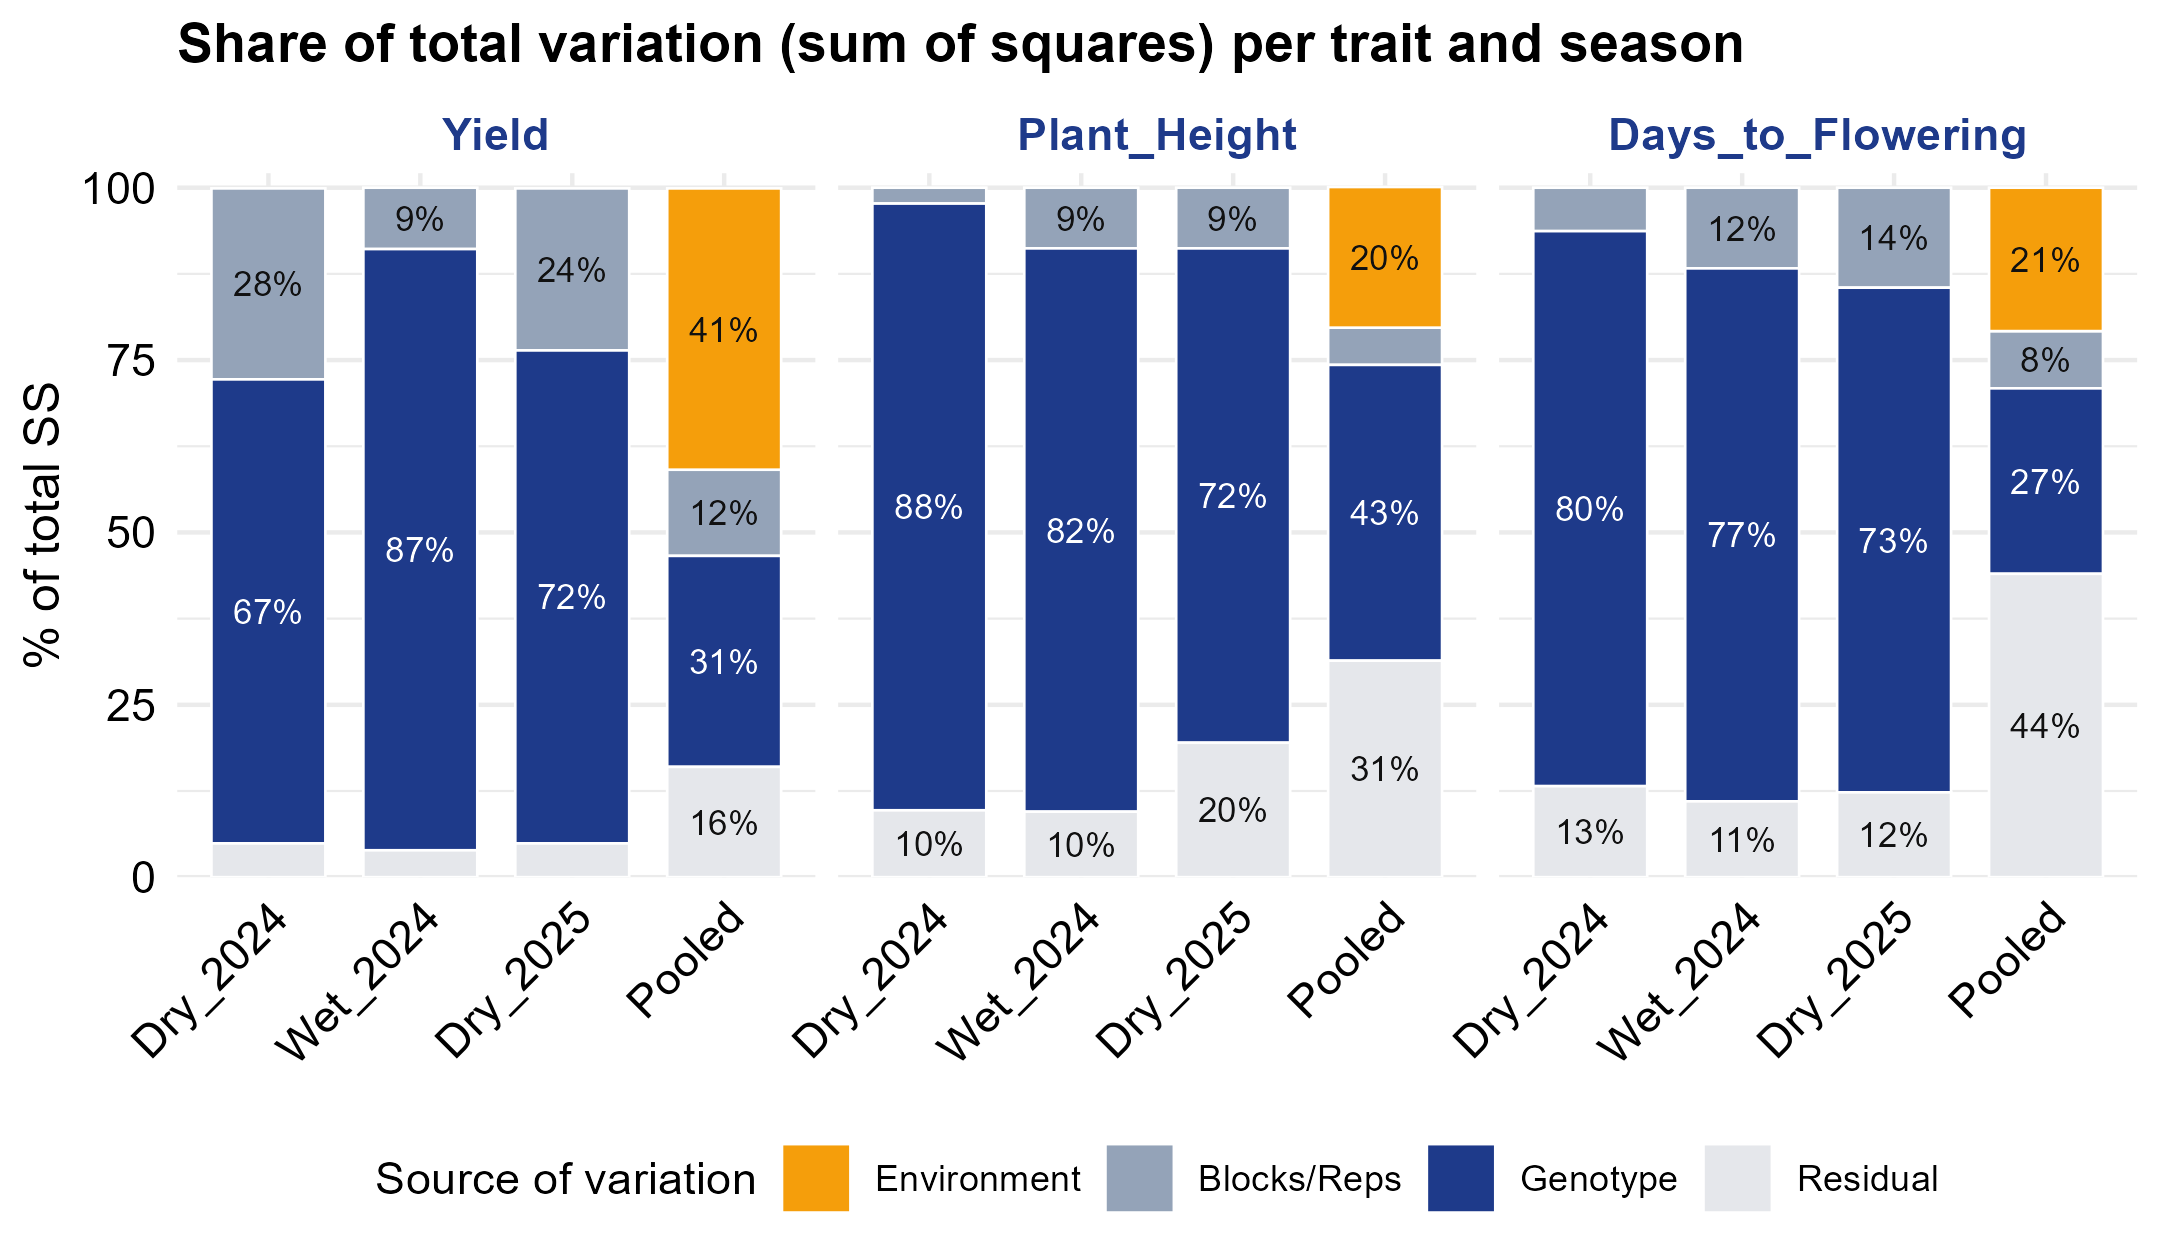 Share of total variation (sum of squares) per trait and season
Yield
Plant_Height
Days_to_Flowering
% of total SS
100
75
50
25
0
28%
67%
9%
87%
24%
72%
41%
12%
31%
16%
88%
10%
9%
82%
10%
9%
72%
20%
20%
43%
31%
80%
13%
12%
77%
11%
14%
73%
12%
21%
8%
27%
44%
Dry_2024
Wet_2024
Dry_2025
Pooled
Dry_2024
Wet_2024
Dry_2025
Pooled
Dry_2024
Wet_2024
Dry_2025
Pooled
Source of variation
Environment
Blocks/Reps
Genotype
Residual